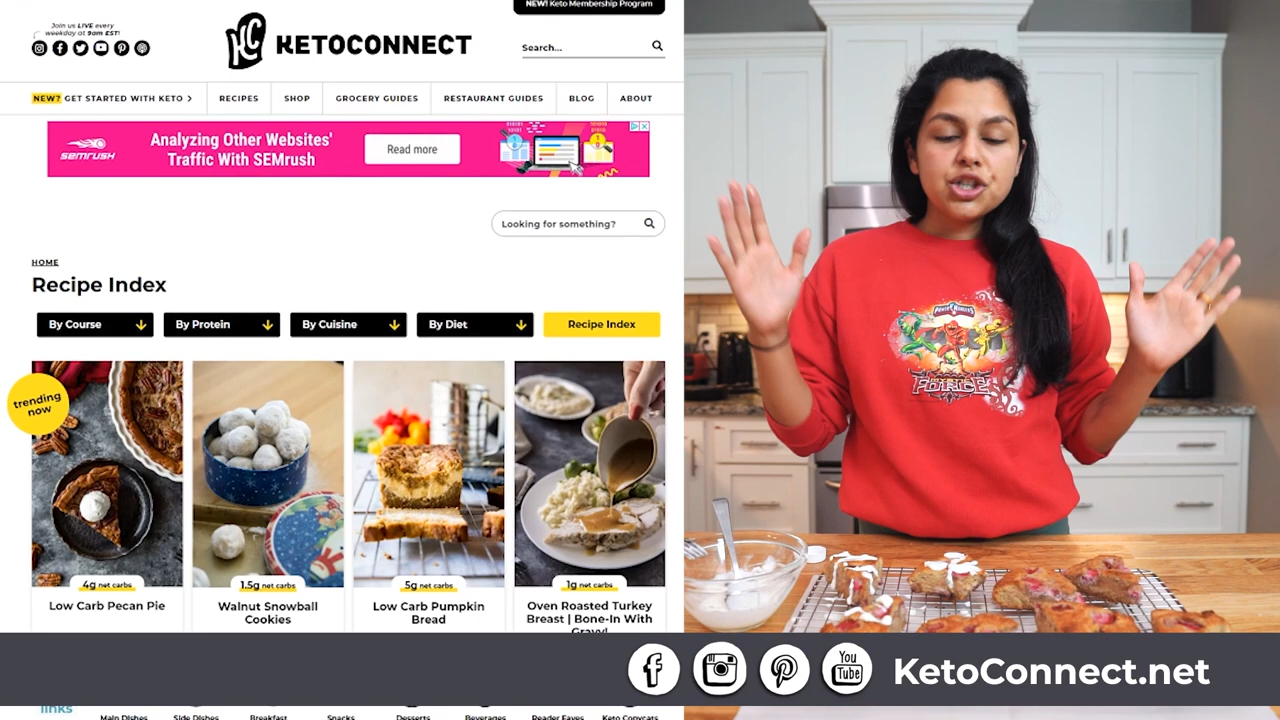 NEW! Keto Membership Program
Join us LIVE every
weekday at 9am EST!
KC KETOCONNECT
Search...
NEW? GET STARTED WITH KETO
RECIPES
SHOP
GROCERY GUIDES
RESTAURANT GUIDES
BLOG
ABOUT
SEMRUSH
Analyzing Other Websites'
Traffic With SEMrush
Read more
Looking for something?
HOME
Recipe Index
By Course
By Protein
By Cuisine
By Diet
Recipe Index
trending
now
4g net carbs
Low Carb Pecan Pie
1.5g net carbs
Walnut Snowball
Cookies
5g net carbs
Low Carb Pumpkin
Bread
1g net carbs
Oven Roasted Turkey
Breast | Bone-In With
Gravy!
POWER RANGERS
FORCE
You
Tube
KetoConnect.net
links
Main Dishes
Side Dishes
Breakfast
Snacks
Desserts
Beverages
Reader Faves
Keto Copycats